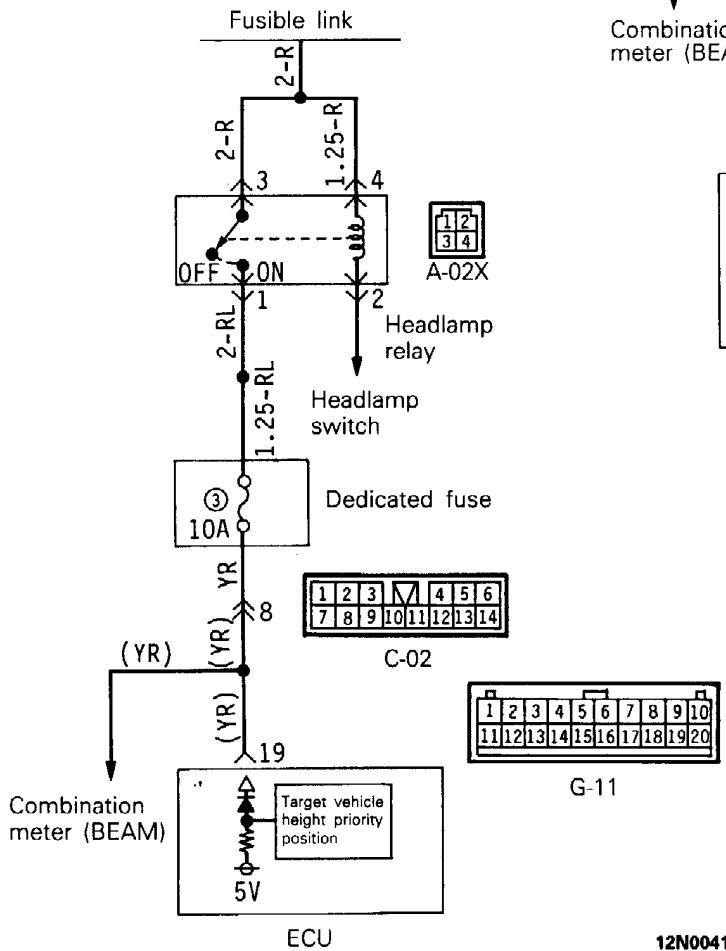 Fusible link
Combinatio
meter (BEA
2-R
2-R
1.25-R
3
4
OFF
ON
1
2
1 2
3 4
A-02X
2-RL
Headlamp
relay
Headlamp
switch
1.25-RL
③
10A
Dedicated fuse
YR
8
1 2 3 4 5 6
7 8 9 10 11 12 13 14
C-02
(YR)
(YR)
(YR)
19
1 2 3 4 5 6 7 8 9 10
11 12 13 14 15 16 17 18 19 20
G-11
Combination
meter (BEAM)
Target vehicle
height priority
position
5V
ECU
12N0041